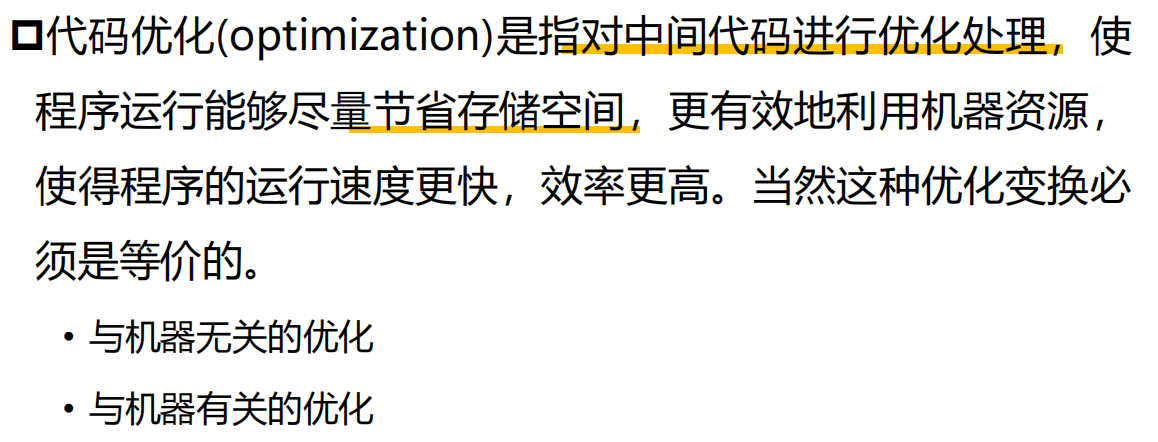 代码优化(optimization)是指对中间代码进行优化处理，使
程序运行能够尽量节省存储空间，更有效地利用机器资源，
使得程序的运行速度更快，效率更高。当然这种优化变换必
须是等价的。
• 与机器无关的优化
• 与机器有关的优化